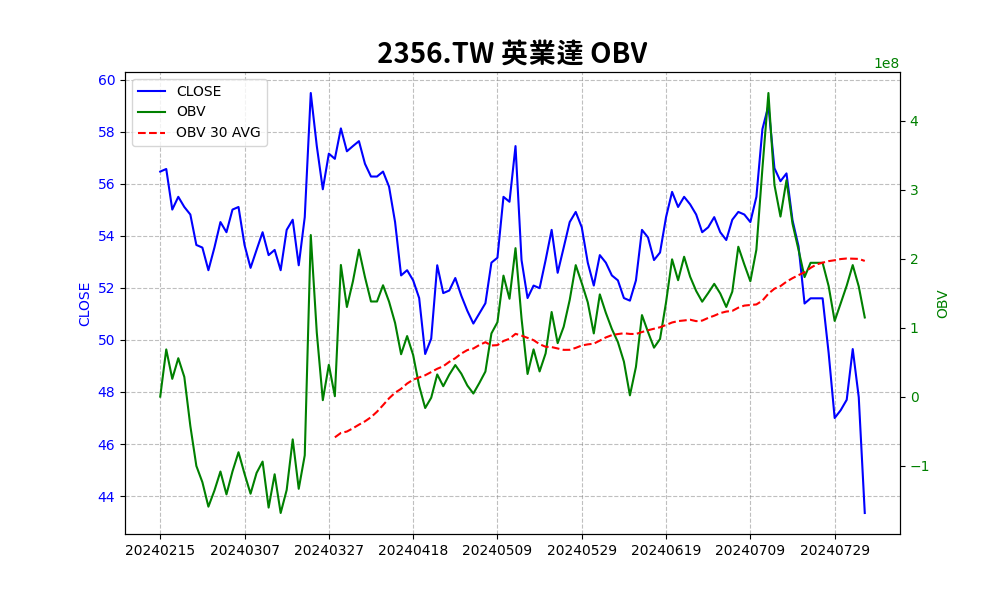 2356.TW 英業達 OBV
1e8
CLOSE
OBV
OBV 30 AVG
60
58
56
54
52
50
48
46
44
CLOSE
4
3
2
1
0
−1
OBV
20240215 20240307 20240327 20240418 20240509 20240529 20240619 20240709 20240729